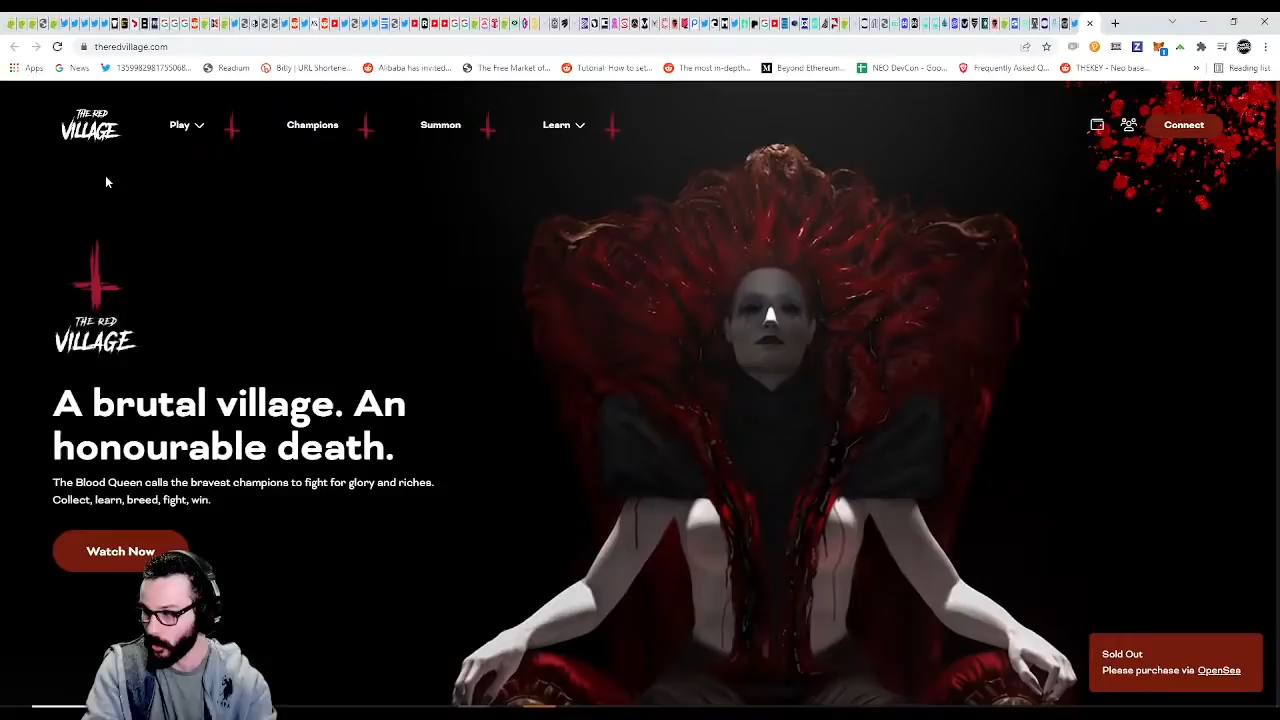 theredvillage.com
Apps
News
1359982981755068...
Readium
Bitly | URL Shortene...
Alibaba has invited...
The Free Market of...
Tutorial: How to set...
The most in-depth...
Beyond Ethereum...
NEO DevCon - Goo...
Frequently Asked Q...
THEKEY - Neo base...
»
Reading list
THE RED
VILLAGE
Play
Champions
Summon
Learn
Connect
THE RED
VILLAGE
A brutal village. An
honourable death.
The Blood Queen calls the bravest champions to fight for glory and riches.
Collect, learn, breed, fight, win.
Watch Now
Sold Out
Please purchase via OpenSea